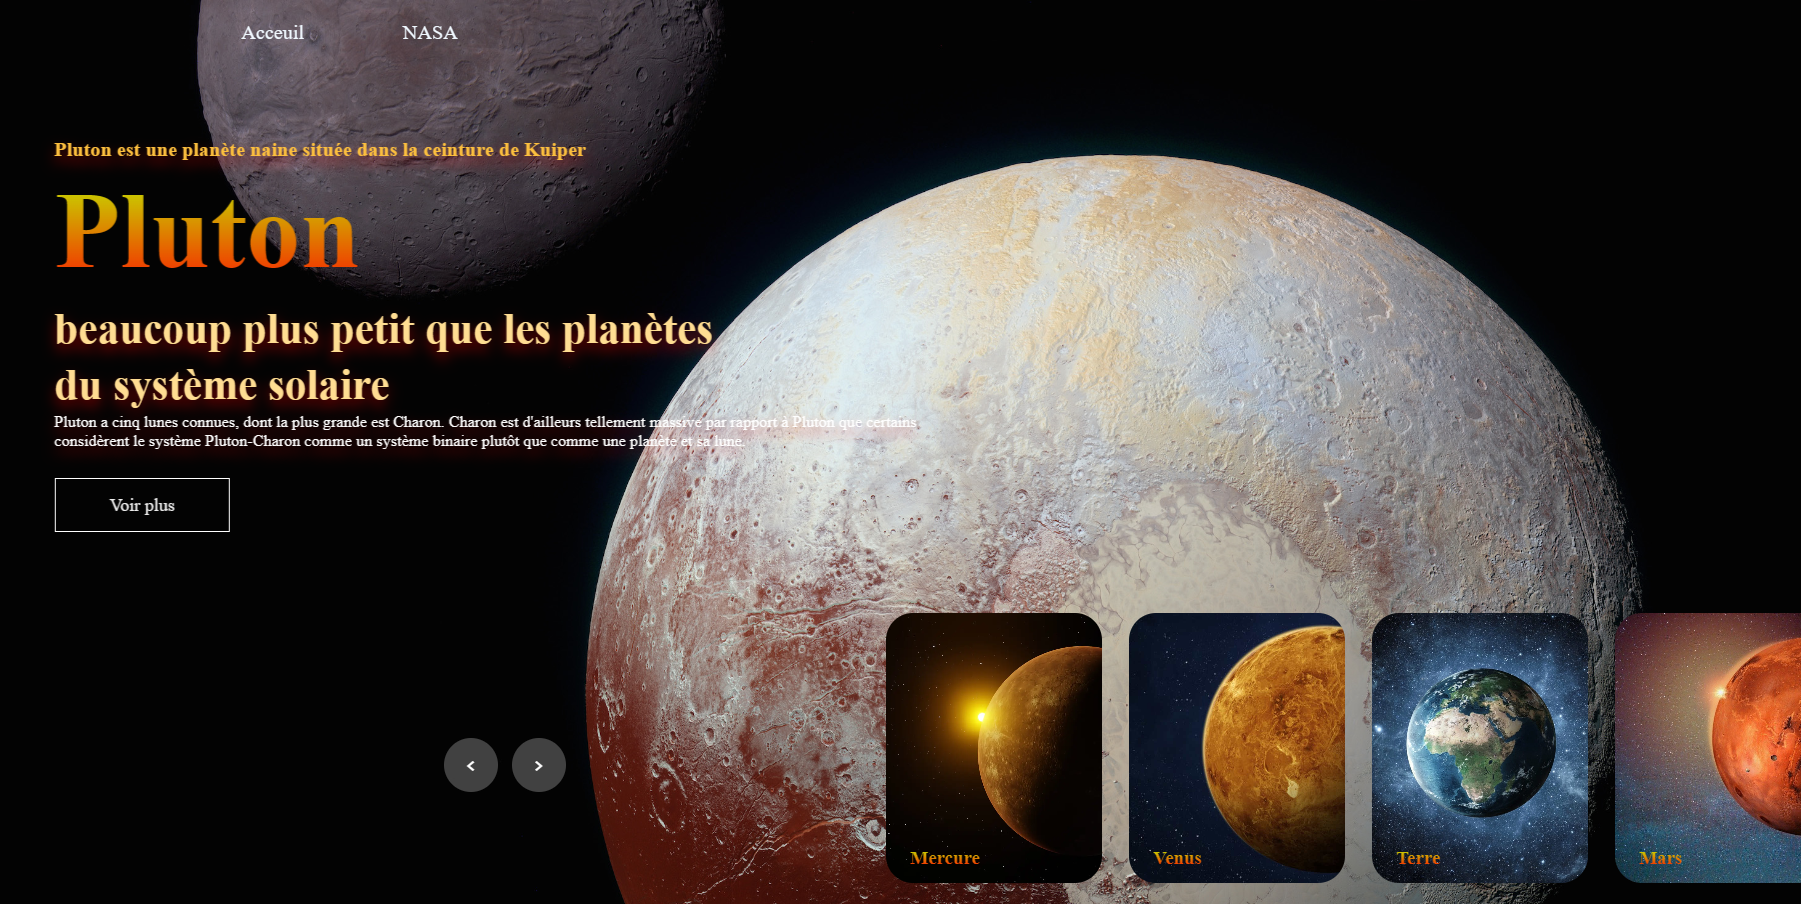 Acceuil NASA
Pluton est une planète naine située dans la ceinture de Kuiper
Pluton
beaucoup plus petit que les planètes
du système solaire
Pluton a cinq lunes connues, dont la plus grande est Charon. Charon est d'ailleurs tellement massive par rapport à Pluton que certains
considèrent le système Pluton-Charon comme un système binaire plutôt que comme une planète et sa lune.
Voir plus
< >
Mercure Venus Terre Mars